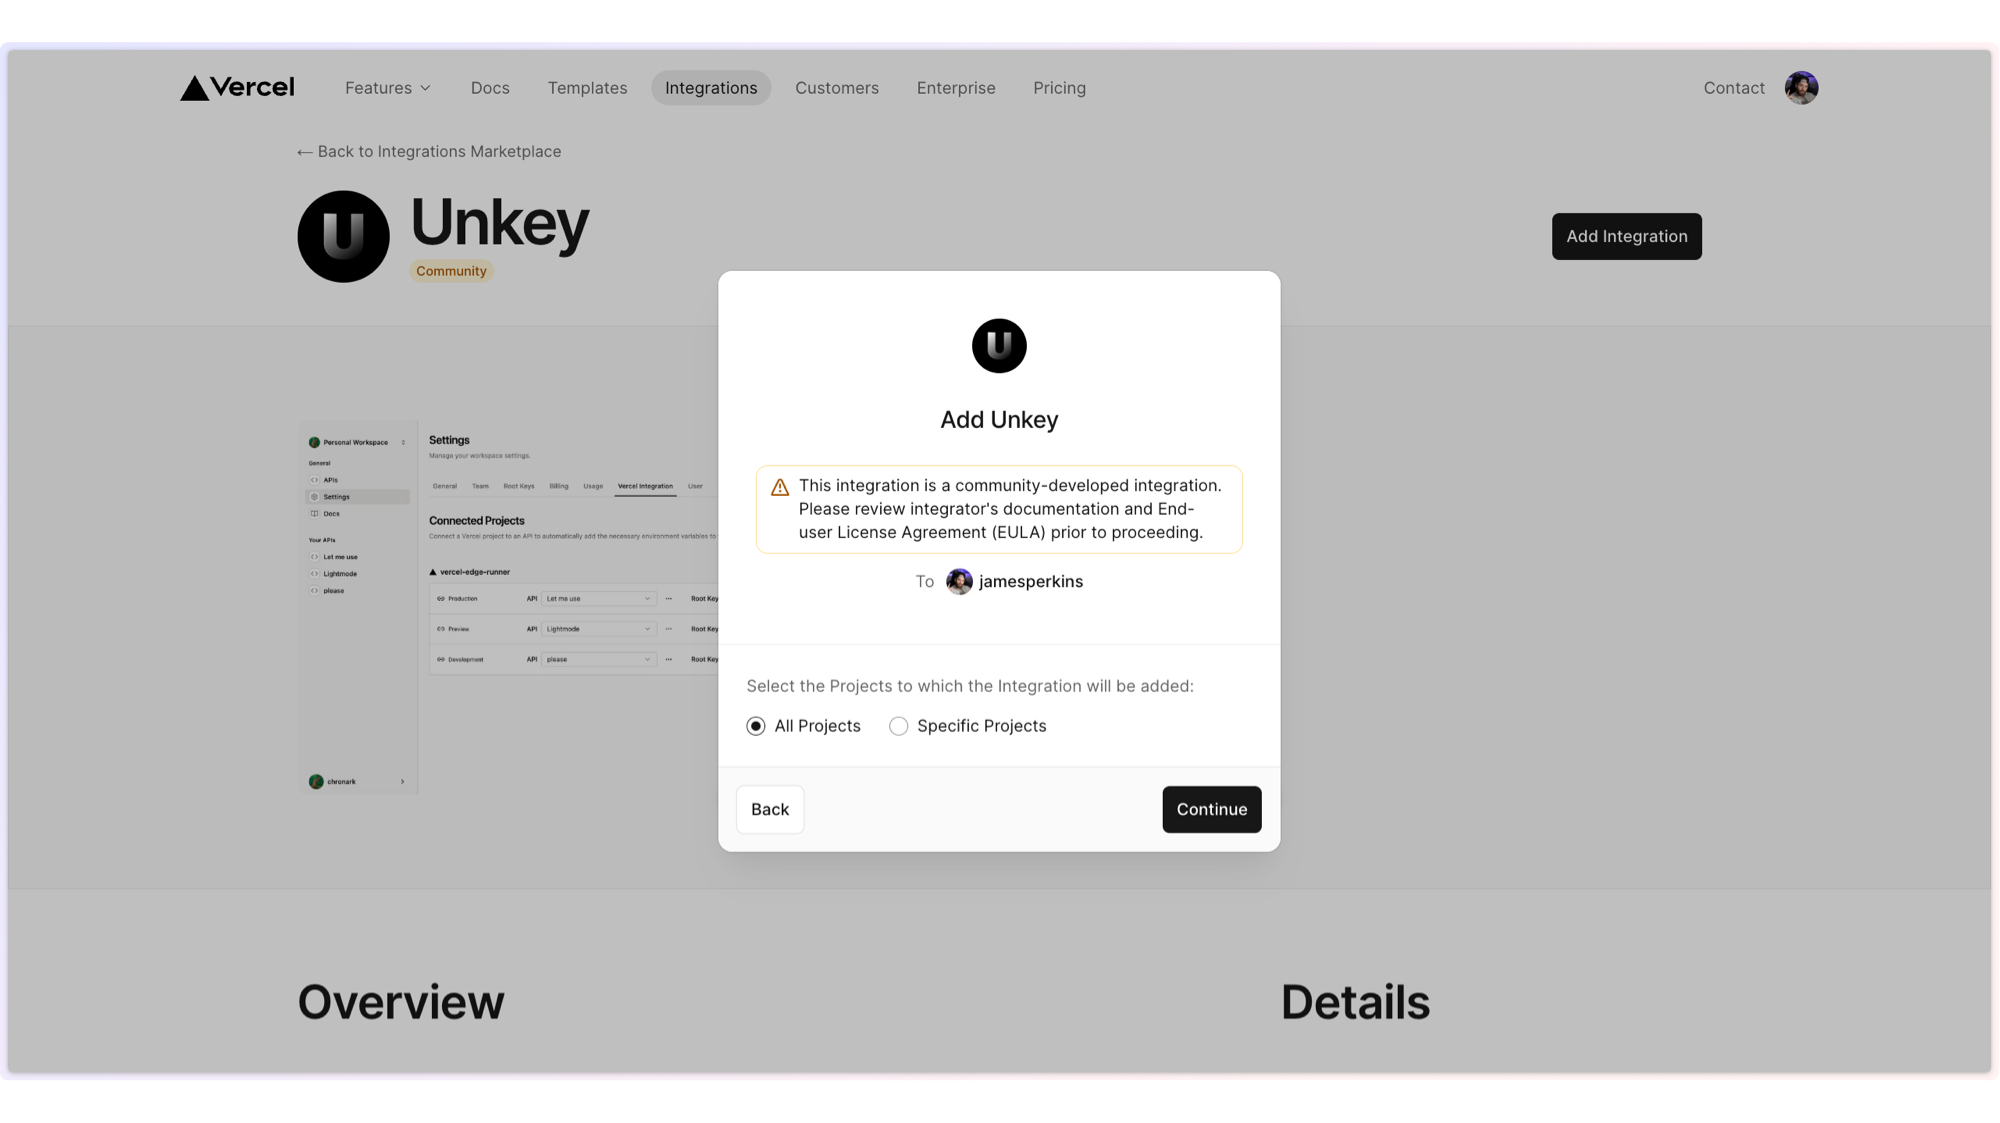 Vercel
Features
Docs
Templates
Integrations
Customers
Enterprise
Pricing
Contact
← Back to Integrations Marketplace
U
Unkey
Community
Add Integration
Personal Workspace
General
APIs
Settings
Docs
Your APIs
Let me use
Lightmode
please
chronark
Settings
Manage your workspace settings.
General
Team
Root Keys
Billing
Usage
Vercel Integration
User
Connected Projects
Connect a Vercel project to an API to automatically add the necessary environment variables to
vercel-edge-runner
Production API Let me use Root Key
Preview API Lightmode Root Key
Development API please Root Key
U
Add Unkey
This integration is a community-developed integration.
Please review integrator's documentation and End-
user License Agreement (EULA) prior to proceeding.
To jamesperkins
Select the Projects to which the Integration will be added:
All Projects
Specific Projects
Back
Continue
Overview
Details